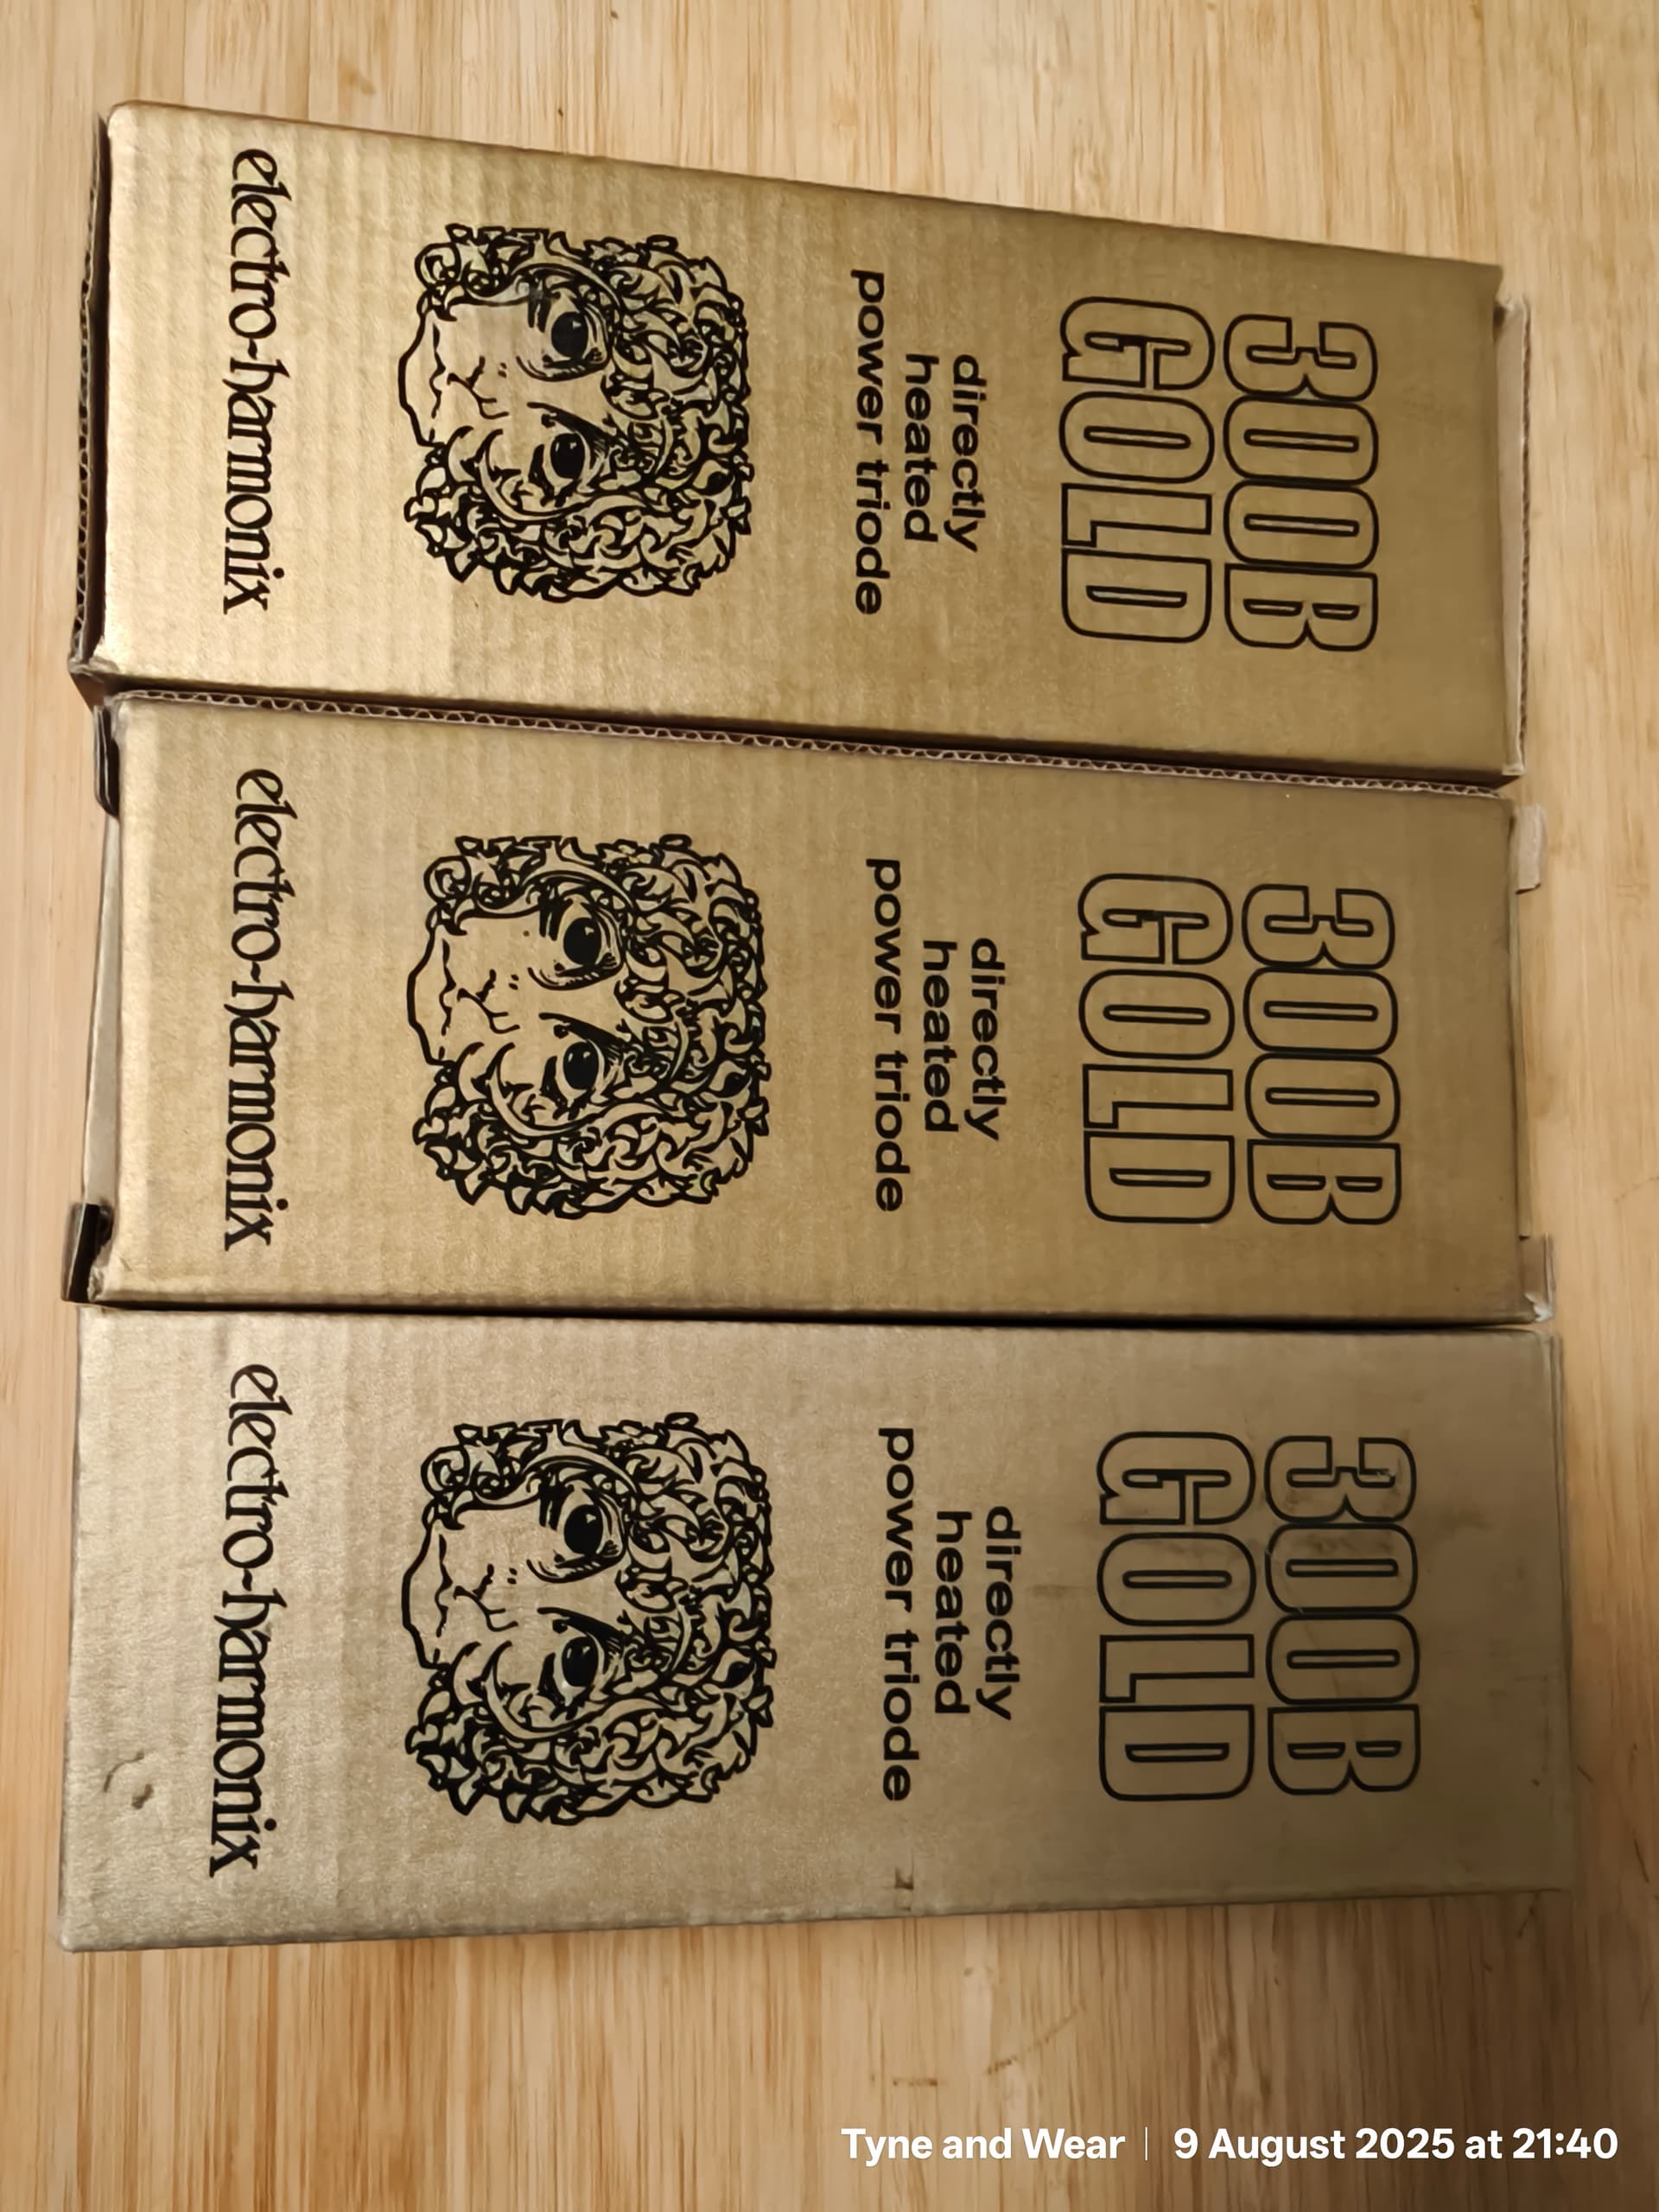 300B
GOLD
directly
heated
power triode
electro-harmonix
300B
GOLD
directly
heated
power triode
electro-harmonix
300B
GOLD
directly
heated
power triode
electro-harmonix
Tyne and Wear | 9 August 2025 at 21:40